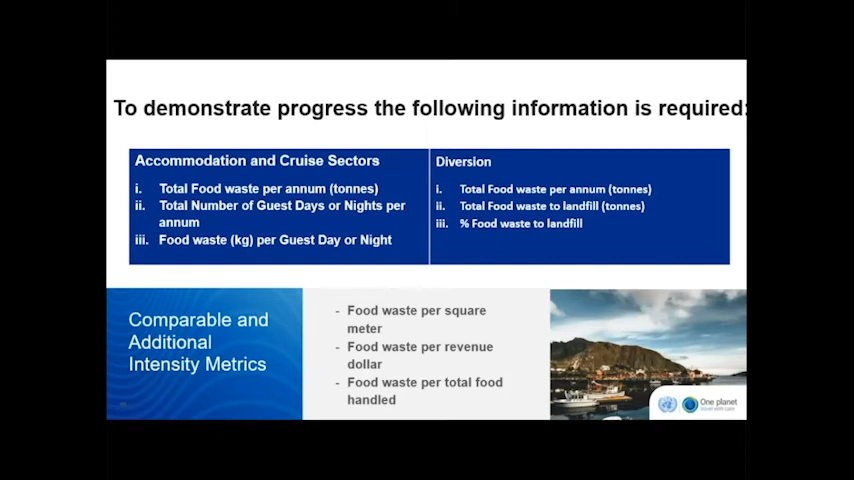 To demonstrate progress the following information is required:
Accommodation and Cruise Sectors
i. Total Food waste per annum (tonnes)
ii. Total Number of Guest Days or Nights per
annum
iii. Food waste (kg) per Guest Day or Night
Diversion
i. Total Food waste per annum (tonnes)
ii. Total Food waste to landfill (tonnes)
iii. % Food waste to landfill
Comparable and
Additional
Intensity Metrics
- Food waste per square
meter
- Food waste per revenue
dollar
- Food waste per total food
handled
One planet
travel with care